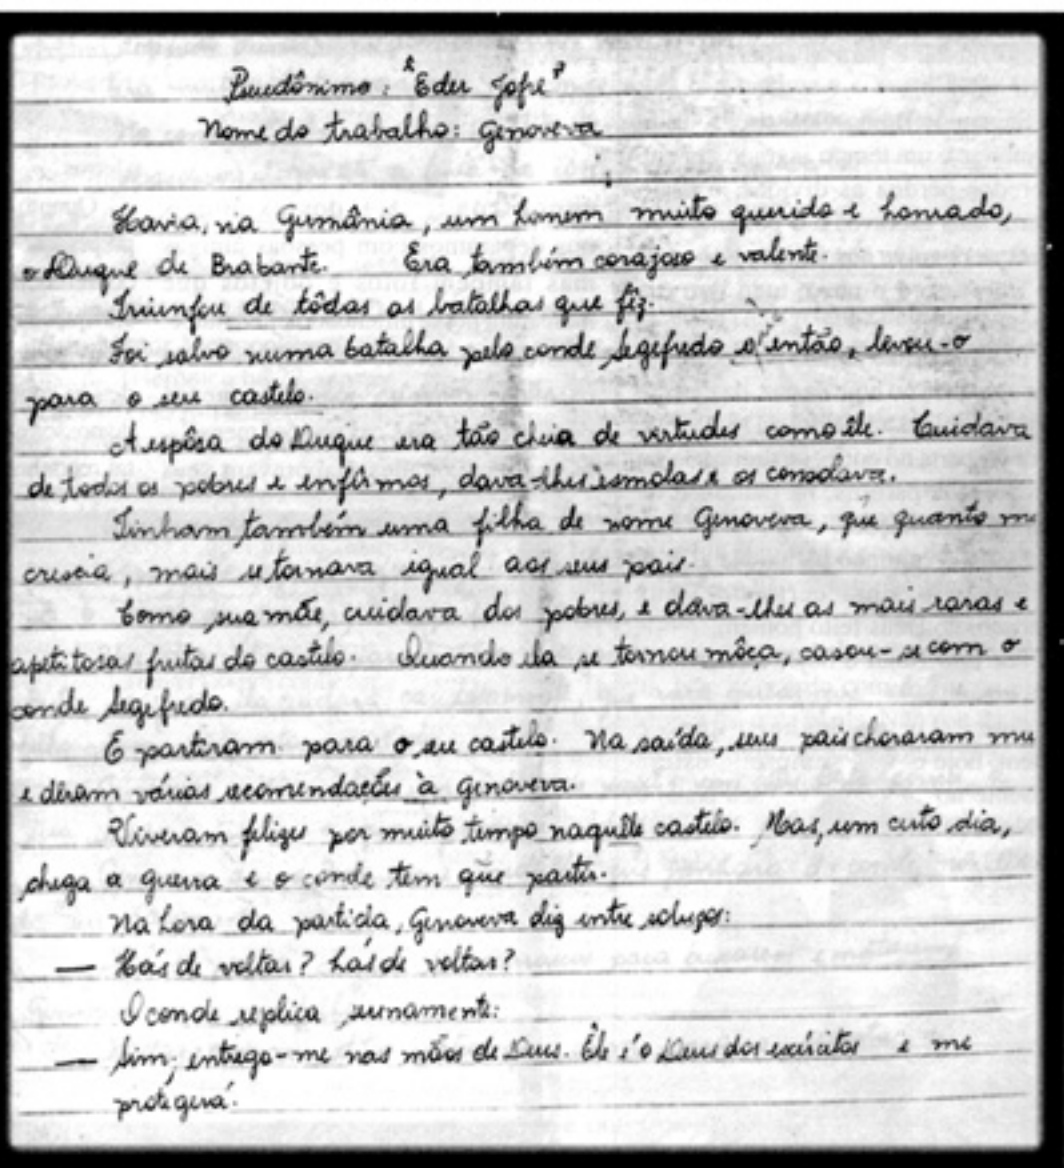 Pseudônimo: "Eder Jofre"
Nome do trabalho: Genoveva
Havia, na Germânia, um homem muito querido e honrado,
o Duque de Brabante. Era também corajoso e valente.
Triunfou de tôdas as batalhas que fêz.
Foi salvo numa batalha pelo conde Segefredo e então, levou-o
para o seu castelo.
A espôsa do Duque era tão cheia de virtudes como êle. Cuidava
de todos os pobres e enfêrmos, dava-lhes esmolas e os consolava.
Tinham também uma filha de nome Genoveva, que quanto m
crescia, mais se tornava igual aos seus pais.
Como sua mãe, cuidava dos pobres, e dava-lhes as mais raras e
apetitosas frutas do castelo. Quando ela se tornou môça, casou-se com o
conde Segefredo.
E partiram para o seu castelo. Na saída, seus pais choraram mu
e déram várias recomendações à Genoveva.
Viveram felizes por muito tempo naquêle castelo. Mas, um certo dia,
chega a guerra e o conde tem que partir.
Na hora da partida, Genoveva diz entre soluços:
— Hás de voltar? hás de voltar?
O conde replica serenamente:
— Sim; entrego-me nas mãos de Deus. Êle é o Deus dos exércitos e me
protegerá.